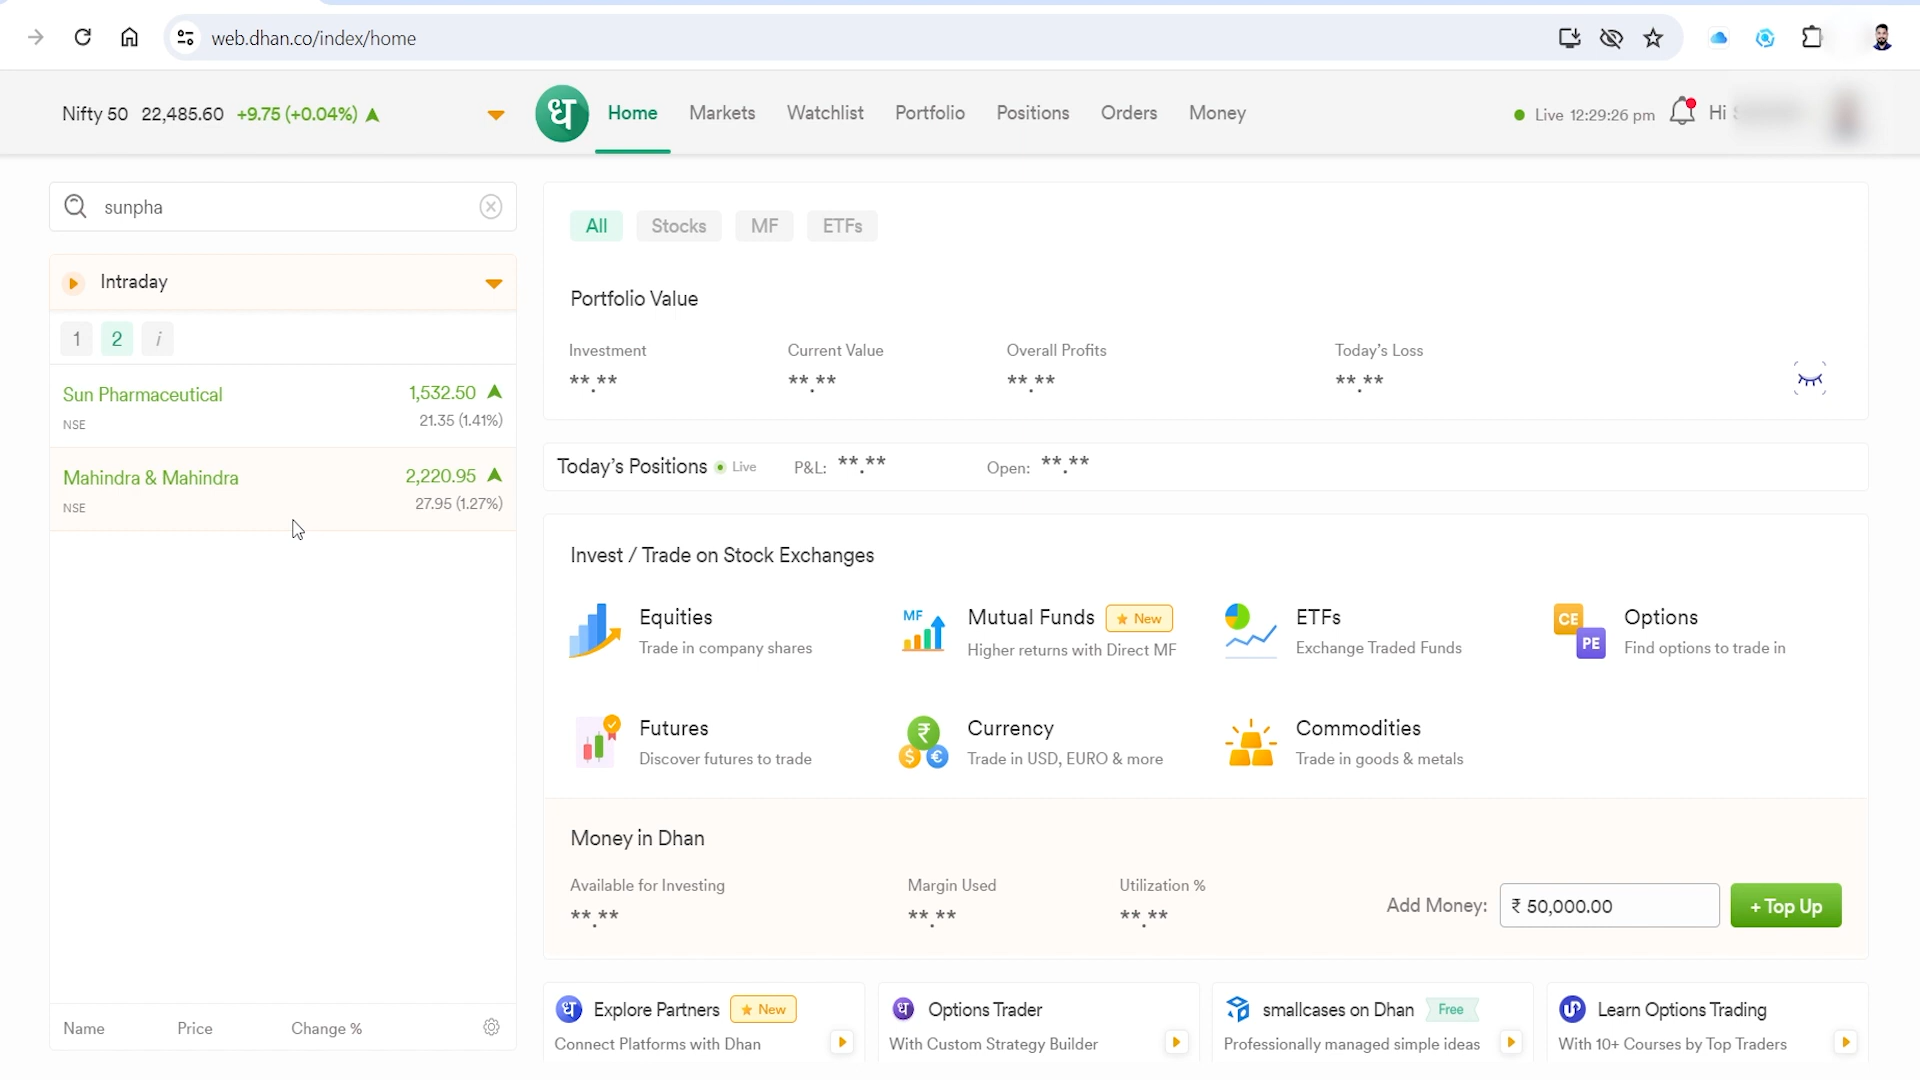 web.dhan.co/index/home
Nifty 50 22,485.60 +9.75 (+0.04%)
ध
Home Markets Watchlist Portfolio Positions Orders Money
Live 12:29:26 pm
Hi
sunpha
Intraday
1 2 i
Sun Pharmaceutical 1,532.50
NSE 21.35 (1.41%)
Mahindra & Mahindra 2,220.95
NSE 27.95 (1.27%)
Name Price Change %
All Stocks MF ETFs
Portfolio Value
Investment Current Value Overall Profits Today's Loss
**.** **.** **.** **.**
Today's Positions Live P&L: **.** Open: **.**
Invest / Trade on Stock Exchanges
Equities
Trade in company shares
MF
Mutual Funds New
Higher returns with Direct MF
ETFs
Exchange Traded Funds
CE
PE
Options
Find options to trade in
Futures
Discover futures to trade
₹
$ €
Currency
Trade in USD, EURO & more
Commodities
Trade in goods & metals
Money in Dhan
Available for Investing Margin Used Utilization %
**.** **.** **.**
Add Money: ₹ 50,000.00 + Top Up
ध Explore Partners New
Connect Platforms with Dhan
ध Options Trader
With Custom Strategy Builder
smallcases on Dhan Free
Professionally managed simple ideas
Learn Options Trading
With 10+ Courses by Top Traders